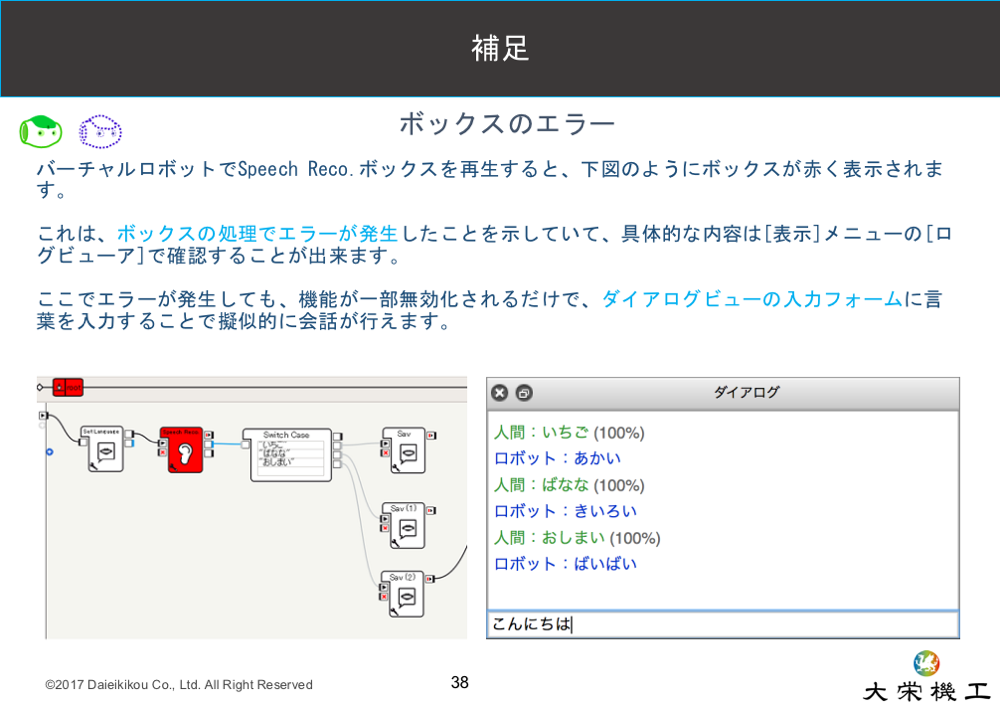 補足
ボックスのエラー
バーチャルロボットでSpeech Reco.ボックスを再生すると、下図のようにボックスが赤く表示されま
す。
これは、ボックスの処理でエラーが発生したことを示していて、具体的な内容は[表示]メニューの[ロ
グビューア]で確認することが出来ます。
ここでエラーが発生しても、機能が一部無効化されるだけで、ダイアログビューの入力フォームに言
葉を入力することで擬似的に会話が行えます。
root
Set Language
Speech Reco.
Switch Case
"いちご"
"ばなな"
"おしまい"
Say
Say (1)
Say (2)
ダイアログ
人間：いちご (100%)
ロボット：あかい
人間：ばなな (100%)
ロボット：きいろい
人間：おしまい (100%)
ロボット：ばいばい
こんにちは
©2017 Daieikikou Co., Ltd. All Right Reserved
38
大栄機工